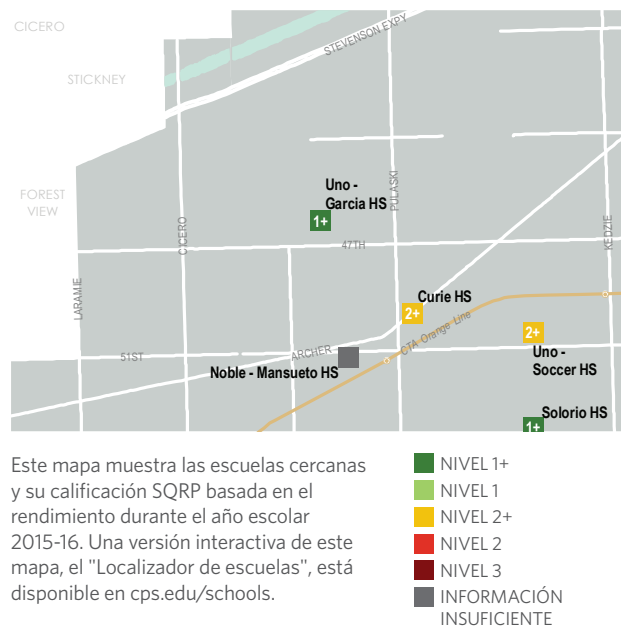 CICERO
STEVENSON EXPY
STICKNEY
FOREST
VIEW
Uno -
Garcia HS
1+
PULASKI
CICERO
KEDZIE
47TH
LARAMIE
Curie HS
2+
CTA Orange Line
2+
51ST
ARCHER
Uno -
Soccer HS
Noble - Mansueto HS
Solorio HS
1+
Este mapa muestra las escuelas cercanas
y su calificación SQRP basada en el
rendimiento durante el año escolar
2015-16. Una versión interactiva de este
mapa, el "Localizador de escuelas", está
disponible en cps.edu/schools.
NIVEL 1+
NIVEL 1
NIVEL 2+
NIVEL 2
NIVEL 3
INFORMACIÓN
INSUFICIENTE